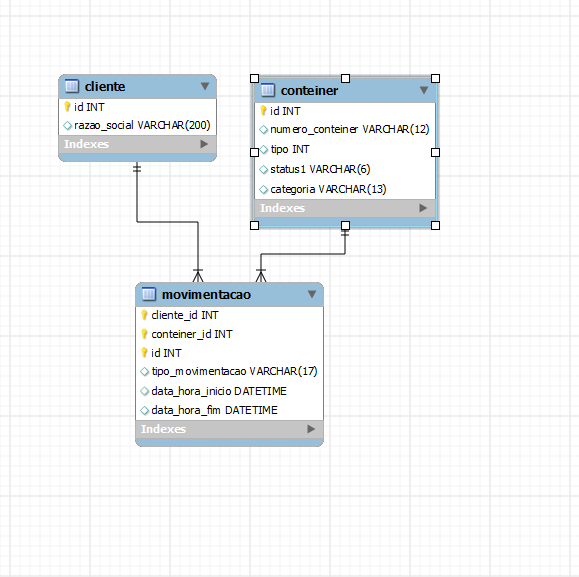 cliente
id INT
razao_social VARCHAR(200)
Indexes
conteiner
id INT
numero_conteiner VARCHAR(12)
tipo INT
status1 VARCHAR(6)
categoria VARCHAR(13)
Indexes
movimentacao
cliente_id INT
conteiner_id INT
id INT
tipo_movimentacao VARCHAR(17)
data_hora_inicio DATETIME
data_hora_fim DATETIME
Indexes